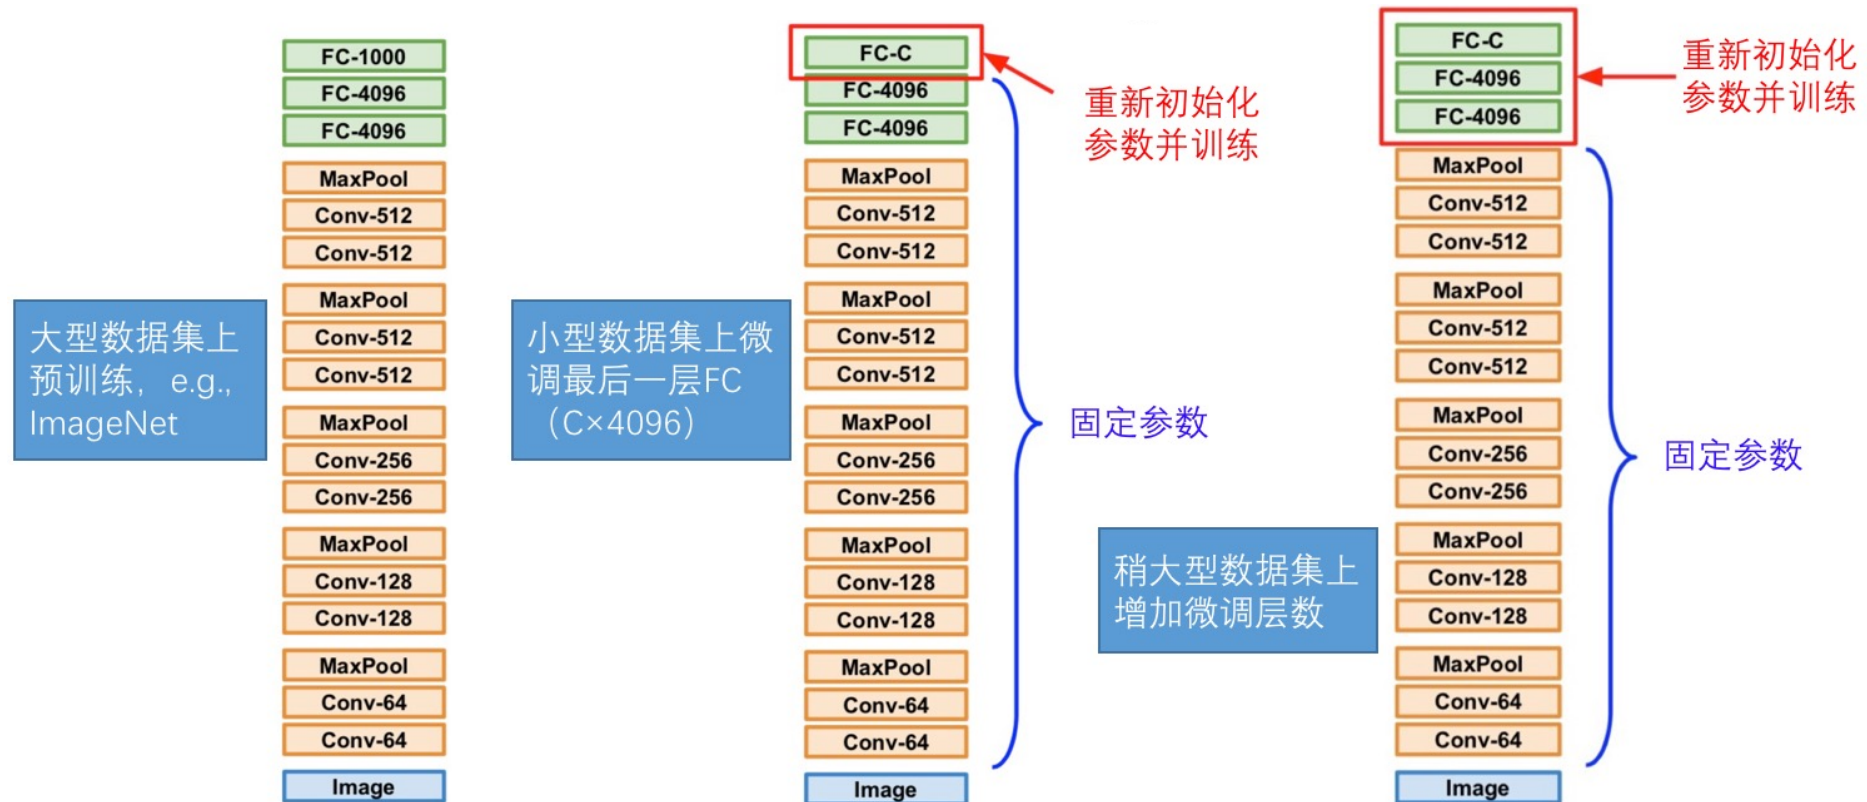 FC-1000
FC-4096
FC-4096
MaxPool
Conv-512
Conv-512
MaxPool
Conv-512
Conv-512
MaxPool
Conv-256
Conv-256
MaxPool
Conv-128
Conv-128
MaxPool
Conv-64
Conv-64
Image
大型数据集上
预训练，e.g.,
ImageNet
FC-C
FC-4096
FC-4096
MaxPool
Conv-512
Conv-512
MaxPool
Conv-512
Conv-512
MaxPool
Conv-256
Conv-256
MaxPool
Conv-128
Conv-128
MaxPool
Conv-64
Conv-64
Image
小型数据集上微
调最后一层FC
（C×4096）
重新初始化
参数并训练
固定参数
FC-C
FC-4096
FC-4096
MaxPool
Conv-512
Conv-512
MaxPool
Conv-512
Conv-512
MaxPool
Conv-256
Conv-256
MaxPool
Conv-128
Conv-128
MaxPool
Conv-64
Conv-64
Image
稍大型数据集上
增加微调层数
重新初始化
参数并训练
固定参数